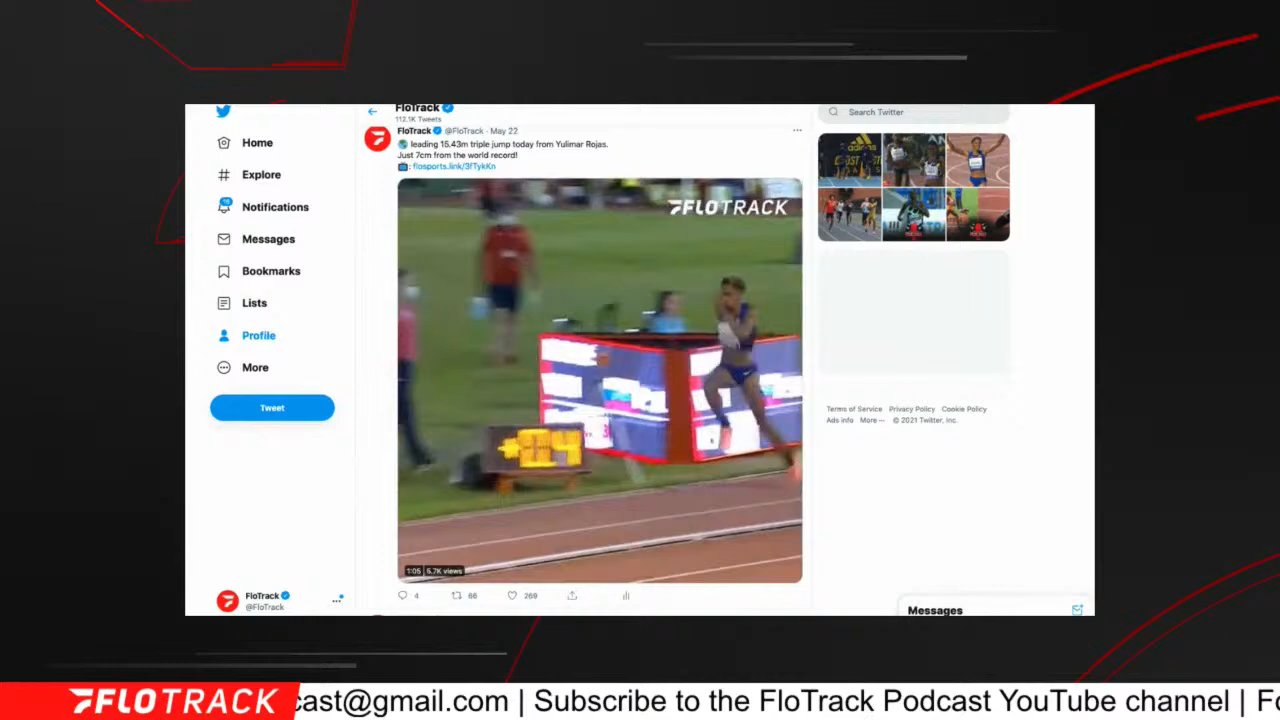 FloTrack
112.1K Tweets
Search Twitter
Home
Explore
16
Notifications
Messages
Bookmarks
Lists
Profile
More
Tweet
FloTrack @FloTrack · May 22
leading 15.43m triple jump today from Yulimar Rojas.
Just 7cm from the world record!
: flosports.link/3fTykKn
FLOTRACK
1:05 | 5.7K views
4 66 269
Terms of Service Privacy Policy Cookie Policy
Ads info More ··· © 2021 Twitter, Inc.
FloTrack
@FloTrack
Messages
FLOTRACK
cast@gmail.com | Subscribe to the FloTrack Podcast YouTube channel | Fo